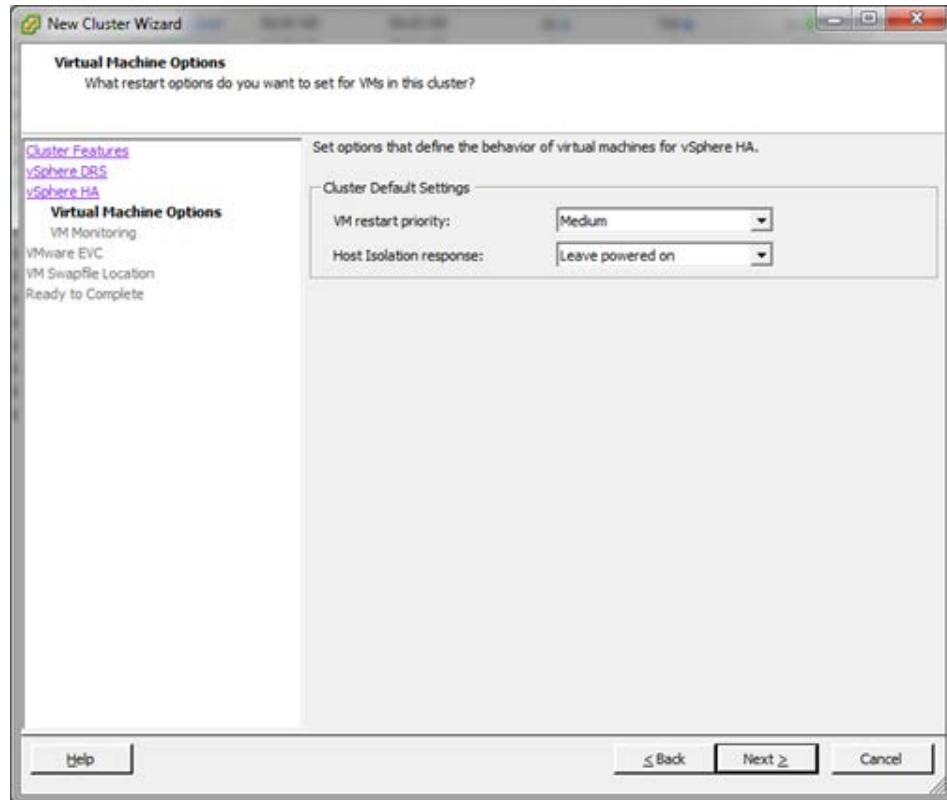 New Cluster Wizard
Virtual Machine Options
What restart options do you want to set for VMs in this cluster?
Cluster Features
vSphere DRS
vSphere HA
Virtual Machine Options
VM Monitoring
VMware EVC
VM Swapfile Location
Ready to Complete
Set options that define the behavior of virtual machines for vSphere HA.
Cluster Default Settings
VM restart priority: Medium
Host Isolation response: Leave powered on
Help
≤ Back
Next ≥
Cancel